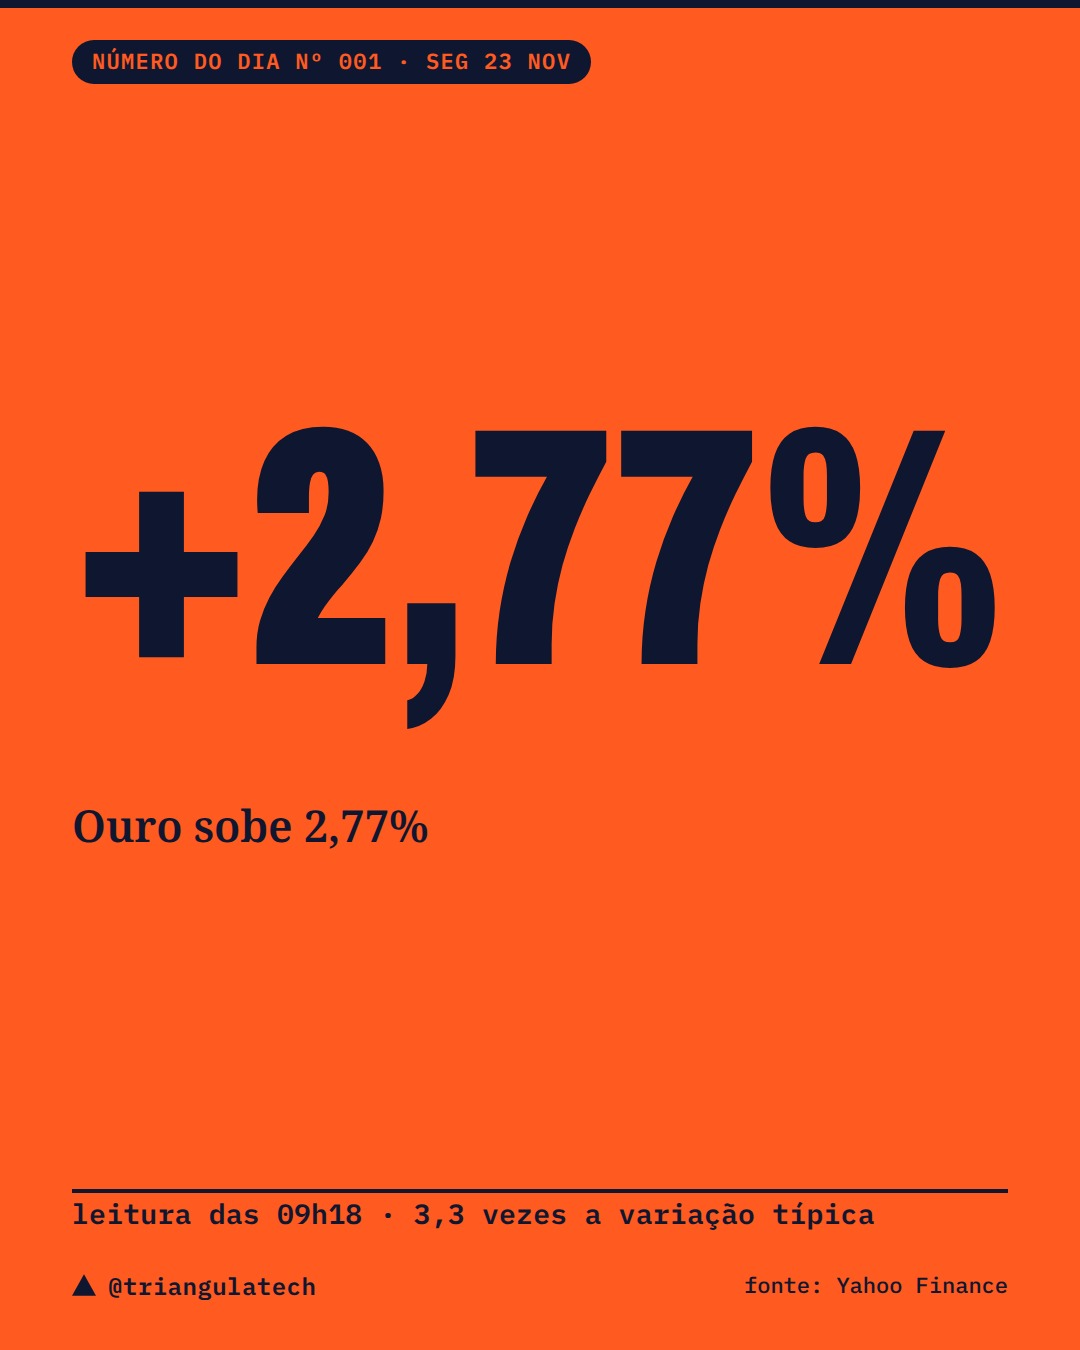 NÚMERO DO DIA Nº 001 · SEG 23 NOV
+2,77%
Ouro sobe 2,77%
leitura das 09h18 · 3,3 vezes a variação típica
@triangulatech
fonte: Yahoo Finance